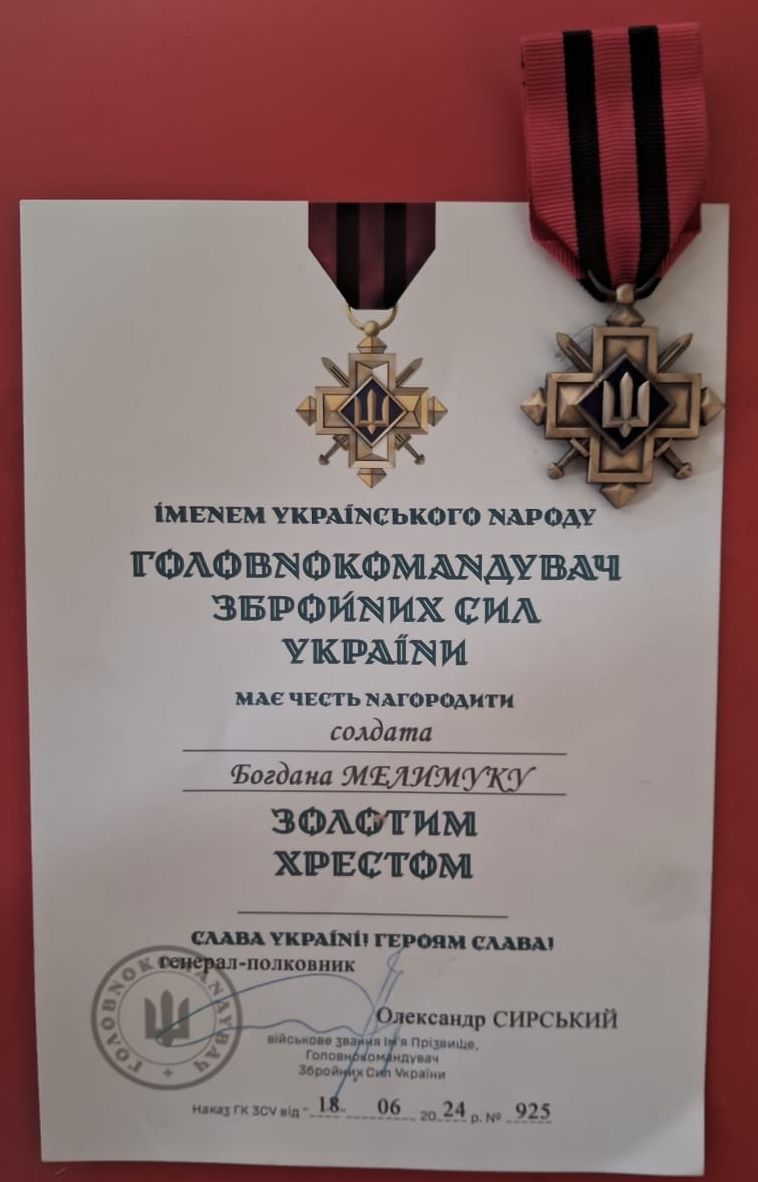 ІМЕНЕМ УКРАЇНСЬКОГО НАРОДУ
ГОЛОВНОКОМАНДУВАЧ
ЗБРОЙНИХ СИЛ
УКРАЇНИ
МАЄ ЧЕСТЬ НАГОРОДИТИ
солдата
Богдана МЕЛИМУКУ
ЗОЛОТИМ
ХРЕСТОМ
СЛАВА УКРАЇНІ! ГЕРОЯМ СЛАВА!
генерал-полковник
ГОЛОВНОКОМАНДУВАЧ
Олександр СИРСЬКИЙ
військове звання Ім'я Прізвище,
Головнокомандувач
Збройних Сил України
Наказ ГК ЗСУ від "18" 06 2024 р. № 925